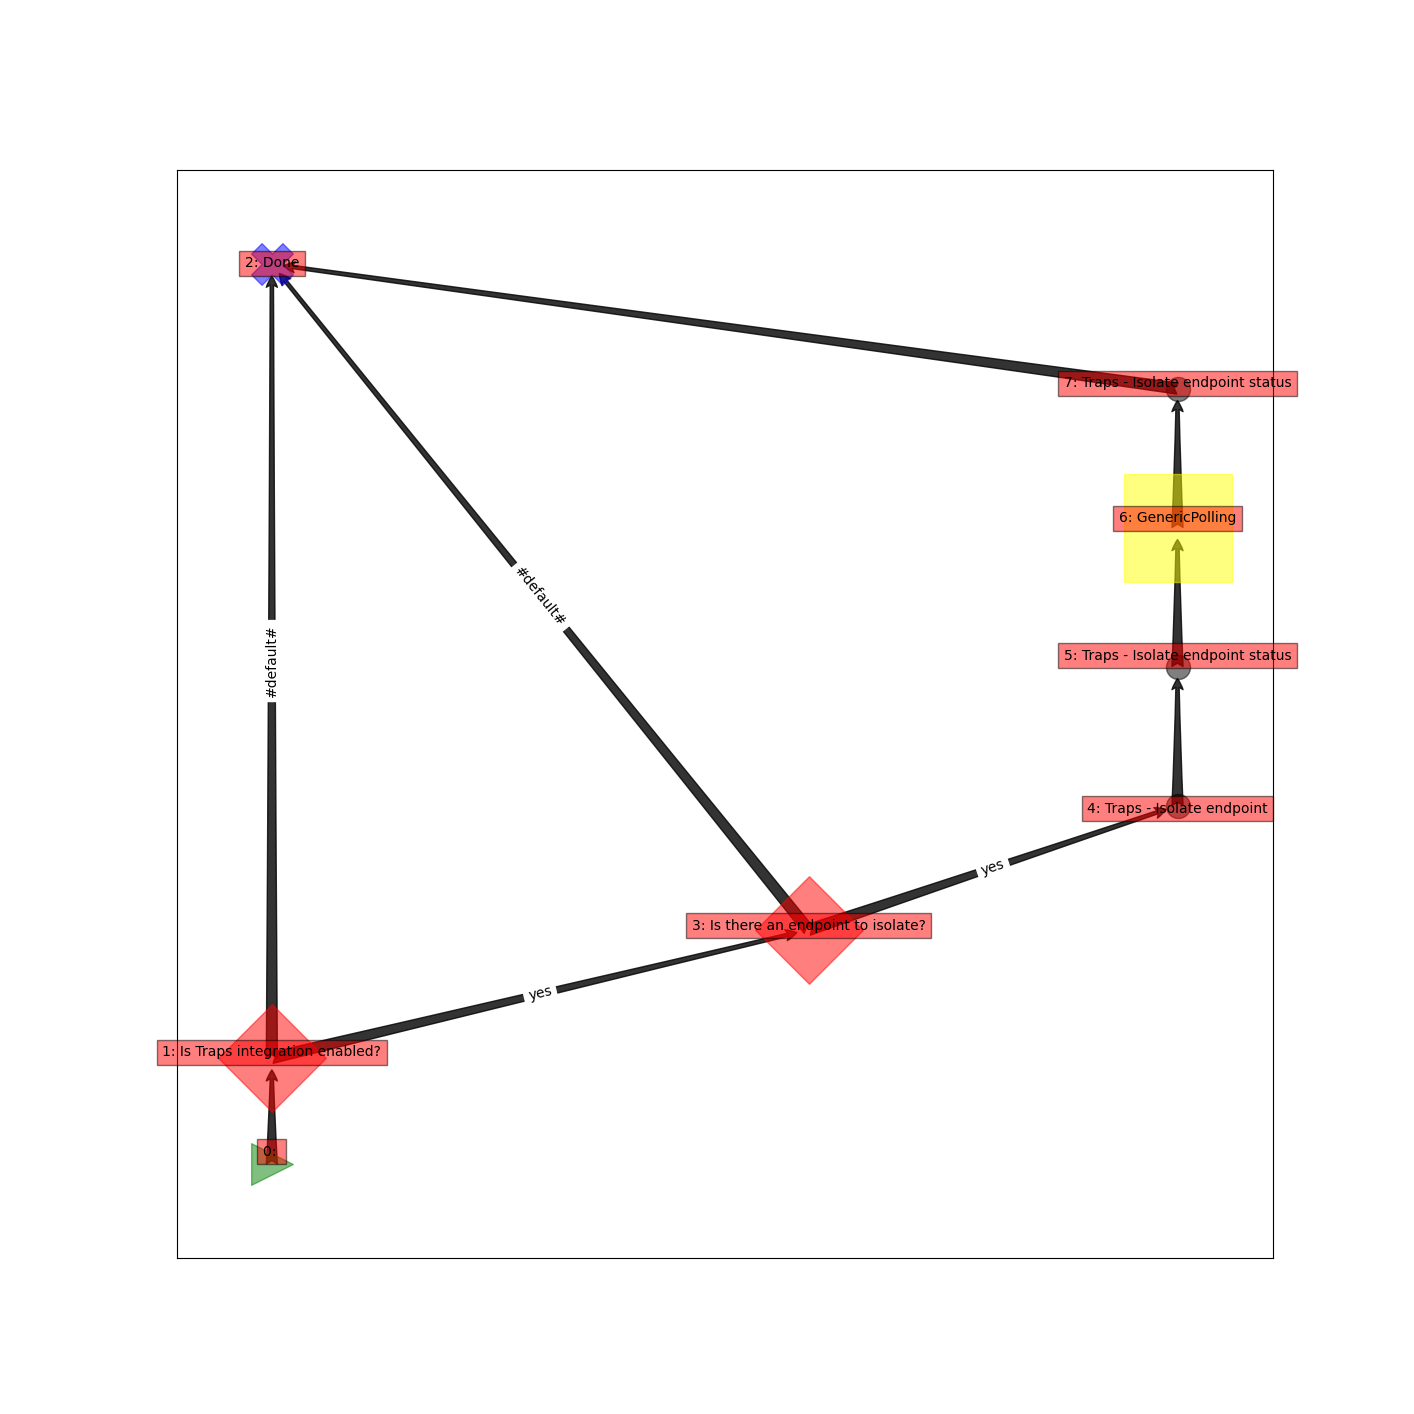 2: Done
7: Traps - Isolate endpoint status
6: GenericPolling
#default#
#default#
5: Traps - Isolate endpoint status
4: Traps - Isolate endpoint
yes
3: Is there an endpoint to isolate?
yes
1: Is Traps integration enabled?
0: